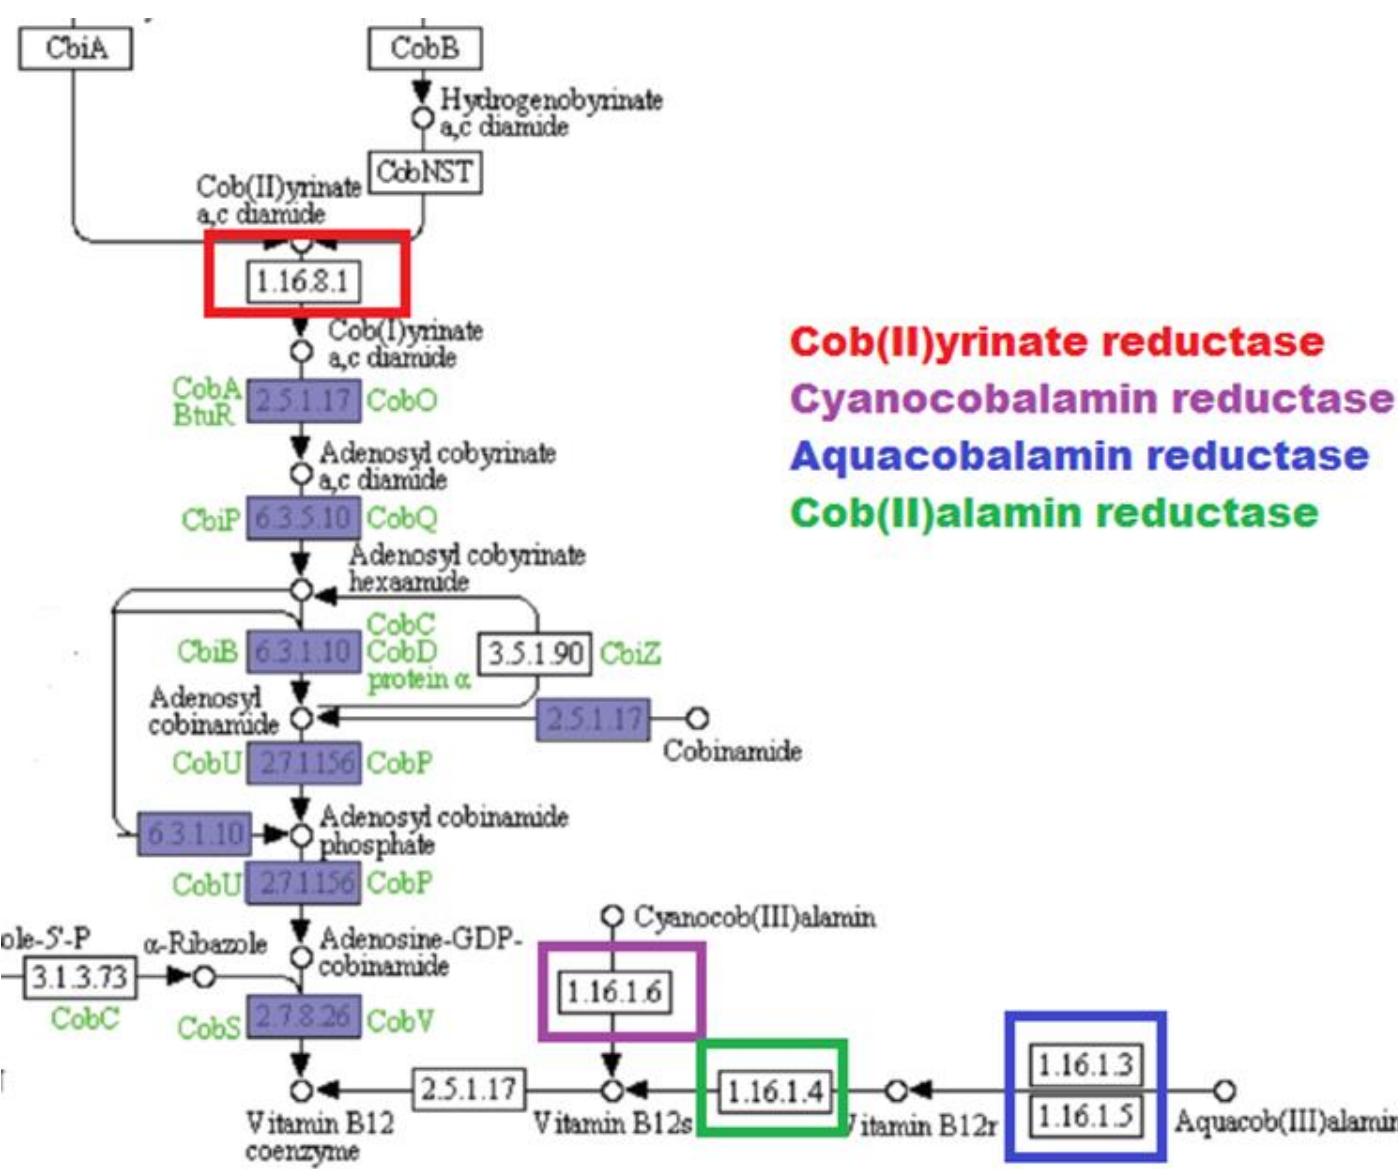 CbiA
CobB
Hydrogenobyrinate
a,c diamide
CobNST
Cob(II)yrinate
a,c diamide
1.16.8.1
Cob(I)yrinate
a,c diamide
Cob(II)yrinate reductase
Cyanocobalamin reductase
Aquacobalamin reductase
Cob(II)alamin reductase
CobA
BtuR
2.5.1.17
CobO
Adenosyl cobyrinate
a,c diamide
CbiP
6.3.5.10
CobQ
Adenosyl cobyrinate
hexaamide
CbiB
6.3.1.10
CobC
CobD
protein α
3.5.1.90
CbiZ
Adenosyl
cobinamide
2.5.1.17
Cobinamide
CobU
2.7.1.156
CobP
6.3.1.10
Adenosyl cobinamide
phosphate
CobU
2.7.1.156
CobP
Cyanocob(III)alamin
ole-5'-P
α-Ribazole
Adenosine-GDP-
cobinamide
3.1.3.73
CobC
1.16.1.6
CobS
2.7.8.26
CobV
1.16.1.3
2.5.1.17
1.16.1.4
1.16.1.5
Vitamin B12
coenzyme
Vitamin B12s
Vitamin B12r
Aquacob(III)alamin